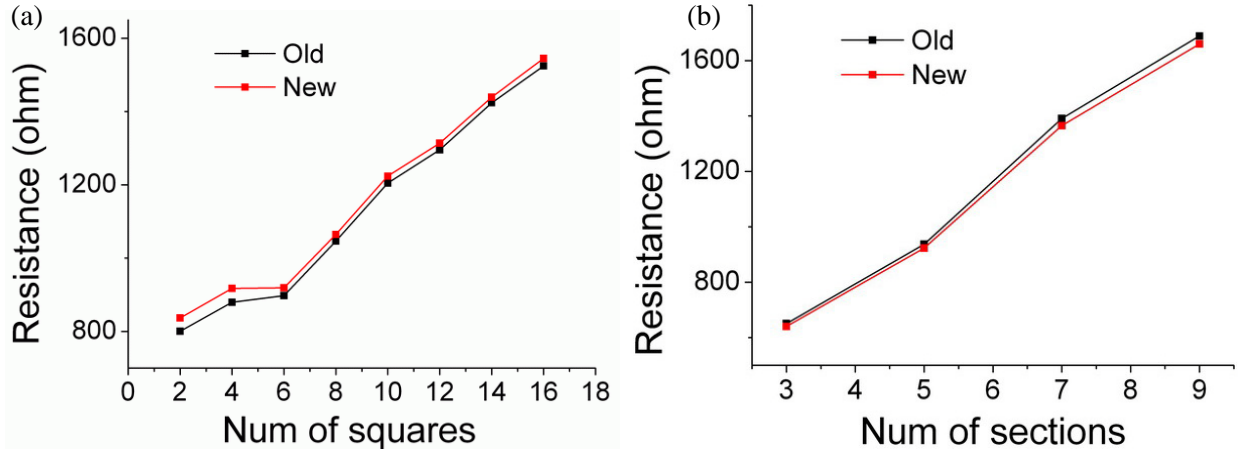 (a)
Resistance (ohm)
1600
1200
800
Old
New
0 2 4 6 8 10 12 14 16 18
Num of squares
(b)
Resistance (ohm)
1600
1200
800
Old
New
3 4 5 6 7 8 9
Num of sections